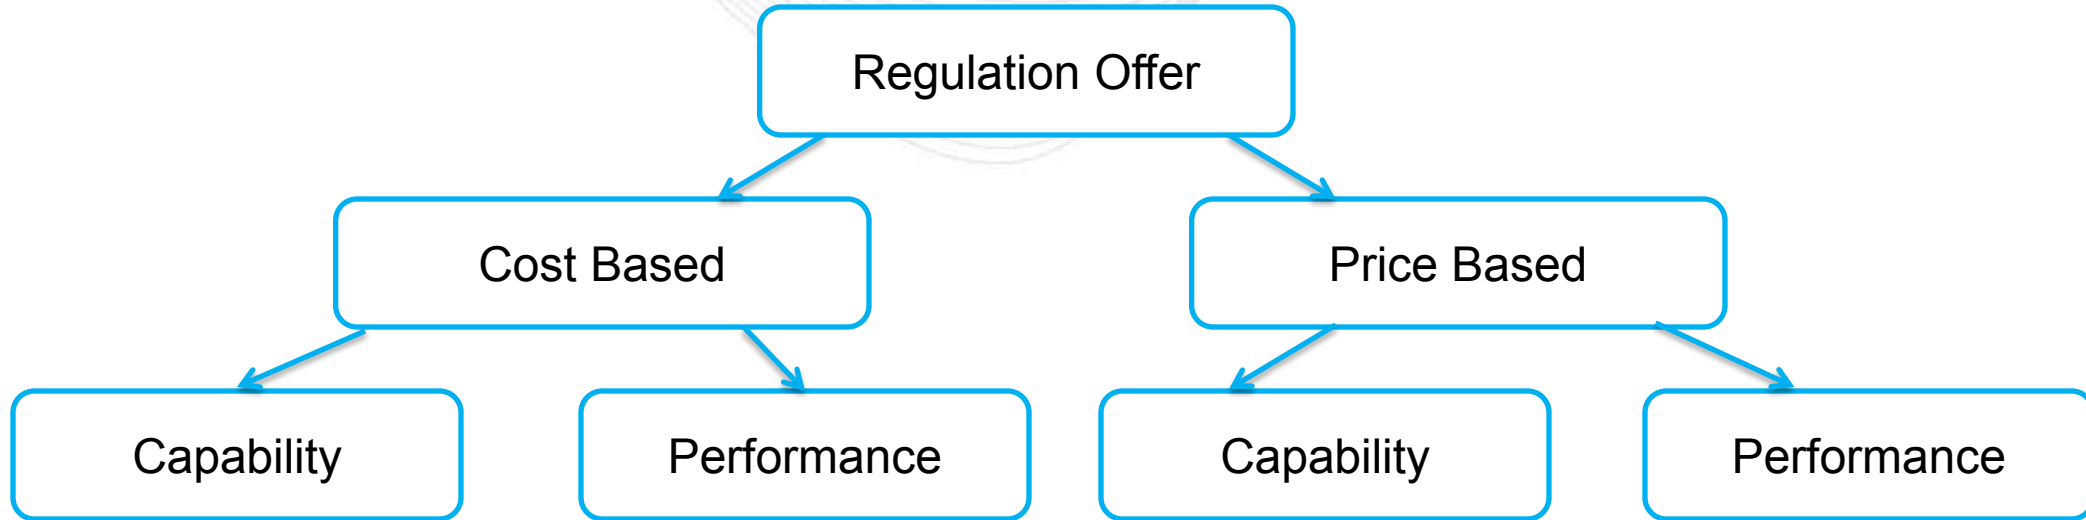 Regulation Offer
Cost Based
Price Based
Capability
Performance
Capability
Performance